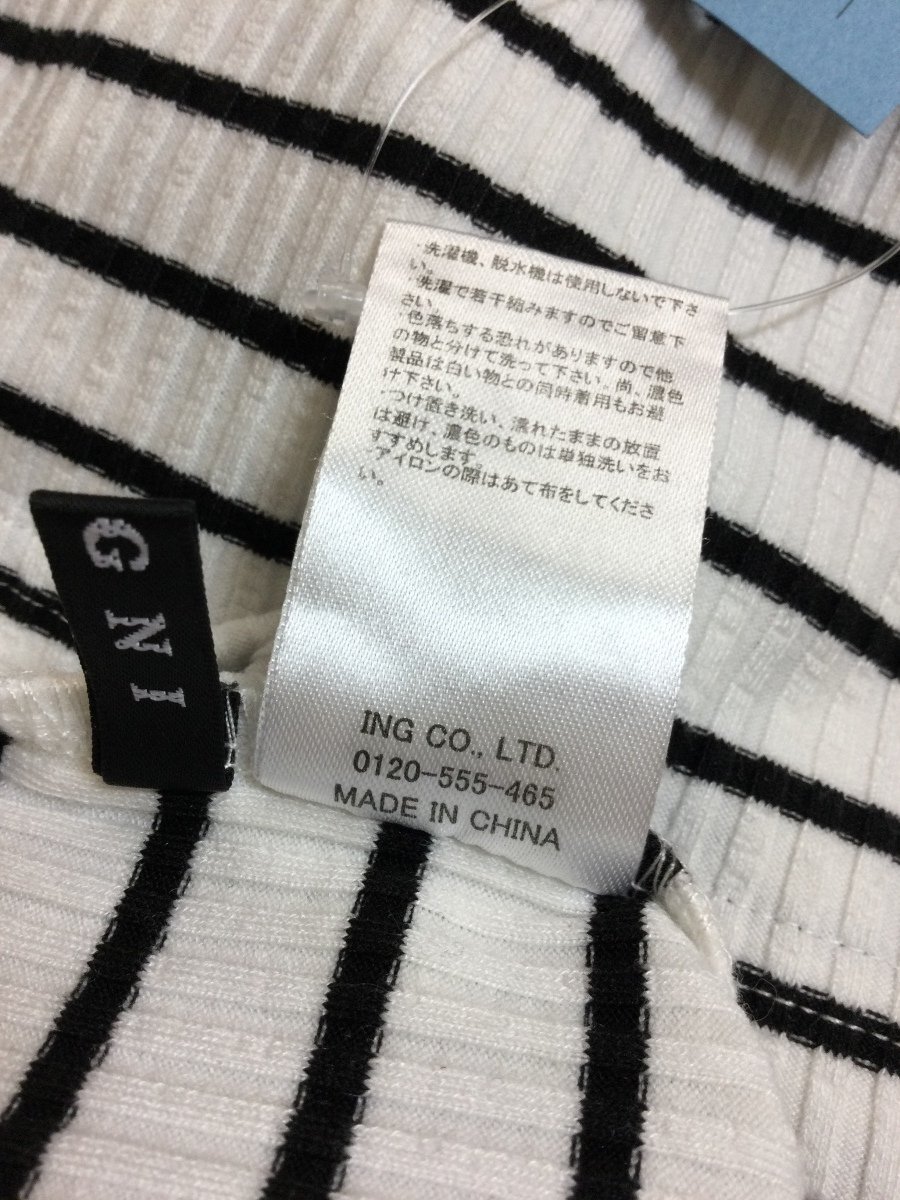 ・洗濯機、脱水機は使用しないで下さ
い。
・洗濯で若干縮みますのでご留意下
さい。
・色落ちする恐れがありますので他
の物と分けて洗って下さい。尚、濃色
製品は白い物との同時着用もお避
け下さい。
・つけ置き洗い、濡れたままの放置
は避け、濃色のものは単独洗いをお
すすめします。
・アイロンの際はあて布をしてくださ
い。
ING CO., LTD.
0120-555-465
MADE IN CHINA
I N G